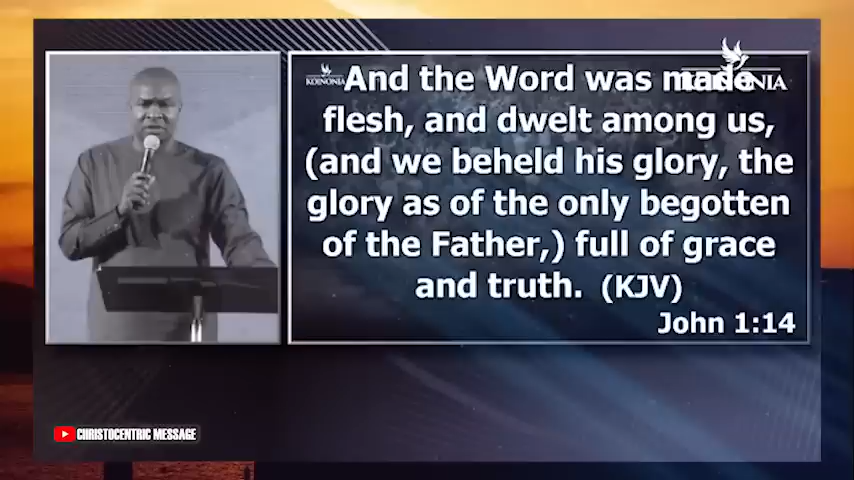 KOINONIA
KOINONIA
And the Word was made
flesh, and dwelt among us,
(and we beheld his glory, the
glory as of the only begotten
of the Father,) full of grace
and truth. (KJV)
John 1:14
CHRISTOCENTRIC MESSAGE